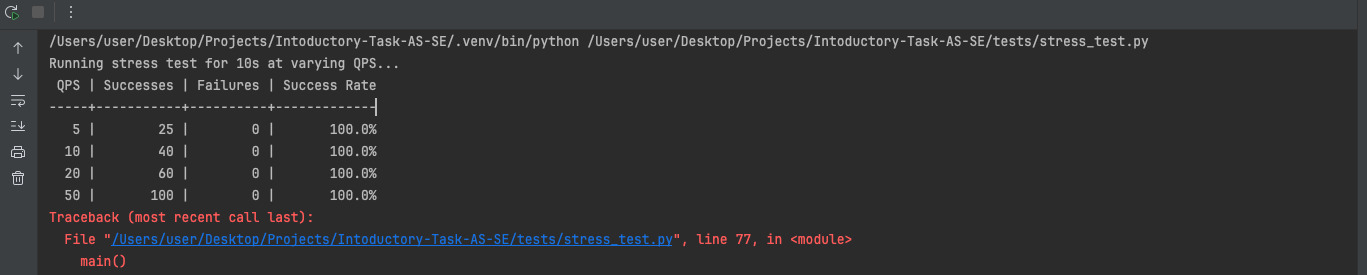 /Users/user/Desktop/Projects/Intoductory-Task-AS-SE/.venv/bin/python /Users/user/Desktop/Projects/Intoductory-Task-AS-SE/tests/stress_test.py
Running stress test for 10s at varying QPS...
 QPS | Successes | Failures | Success Rate
-----+-----------+----------+-------------
   5 |        25 |        0 |       100.0%
  10 |        40 |        0 |       100.0%
  20 |        60 |        0 |       100.0%
  50 |       100 |        0 |       100.0%
Traceback (most recent call last):
  File "/Users/user/Desktop/Projects/Intoductory-Task-AS-SE/tests/stress_test.py", line 77, in <module>
    main()